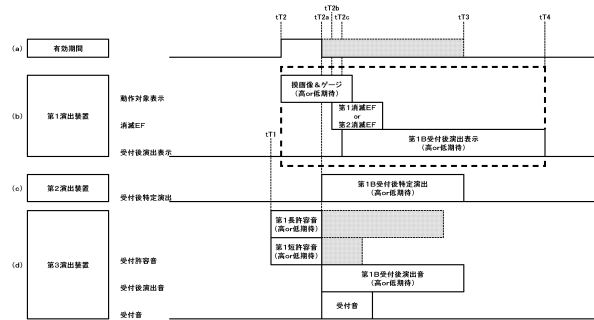 tT2b
tT2 tT2a tT2c tT3 tT4
(a) 有効期間
動作対象表示
換画像＆ゲージ
(高or低期待)
(b) 第1演出装置
消滅EF
第1消滅EF
or
第2消滅EF
受付後演出表示
第1B受付後演出表示
(高or低期待)
tT1
(c) 第2演出装置
受付後特定演出
第1B受付後特定演出
(高or低期待)
第1長許容音
(高or低期待)
(d) 第3演出装置
受付許容音
第1短許容音
(高or低期待)
受付後演出音
第1B受付後演出音
(高or低期待)
受付音
受付音